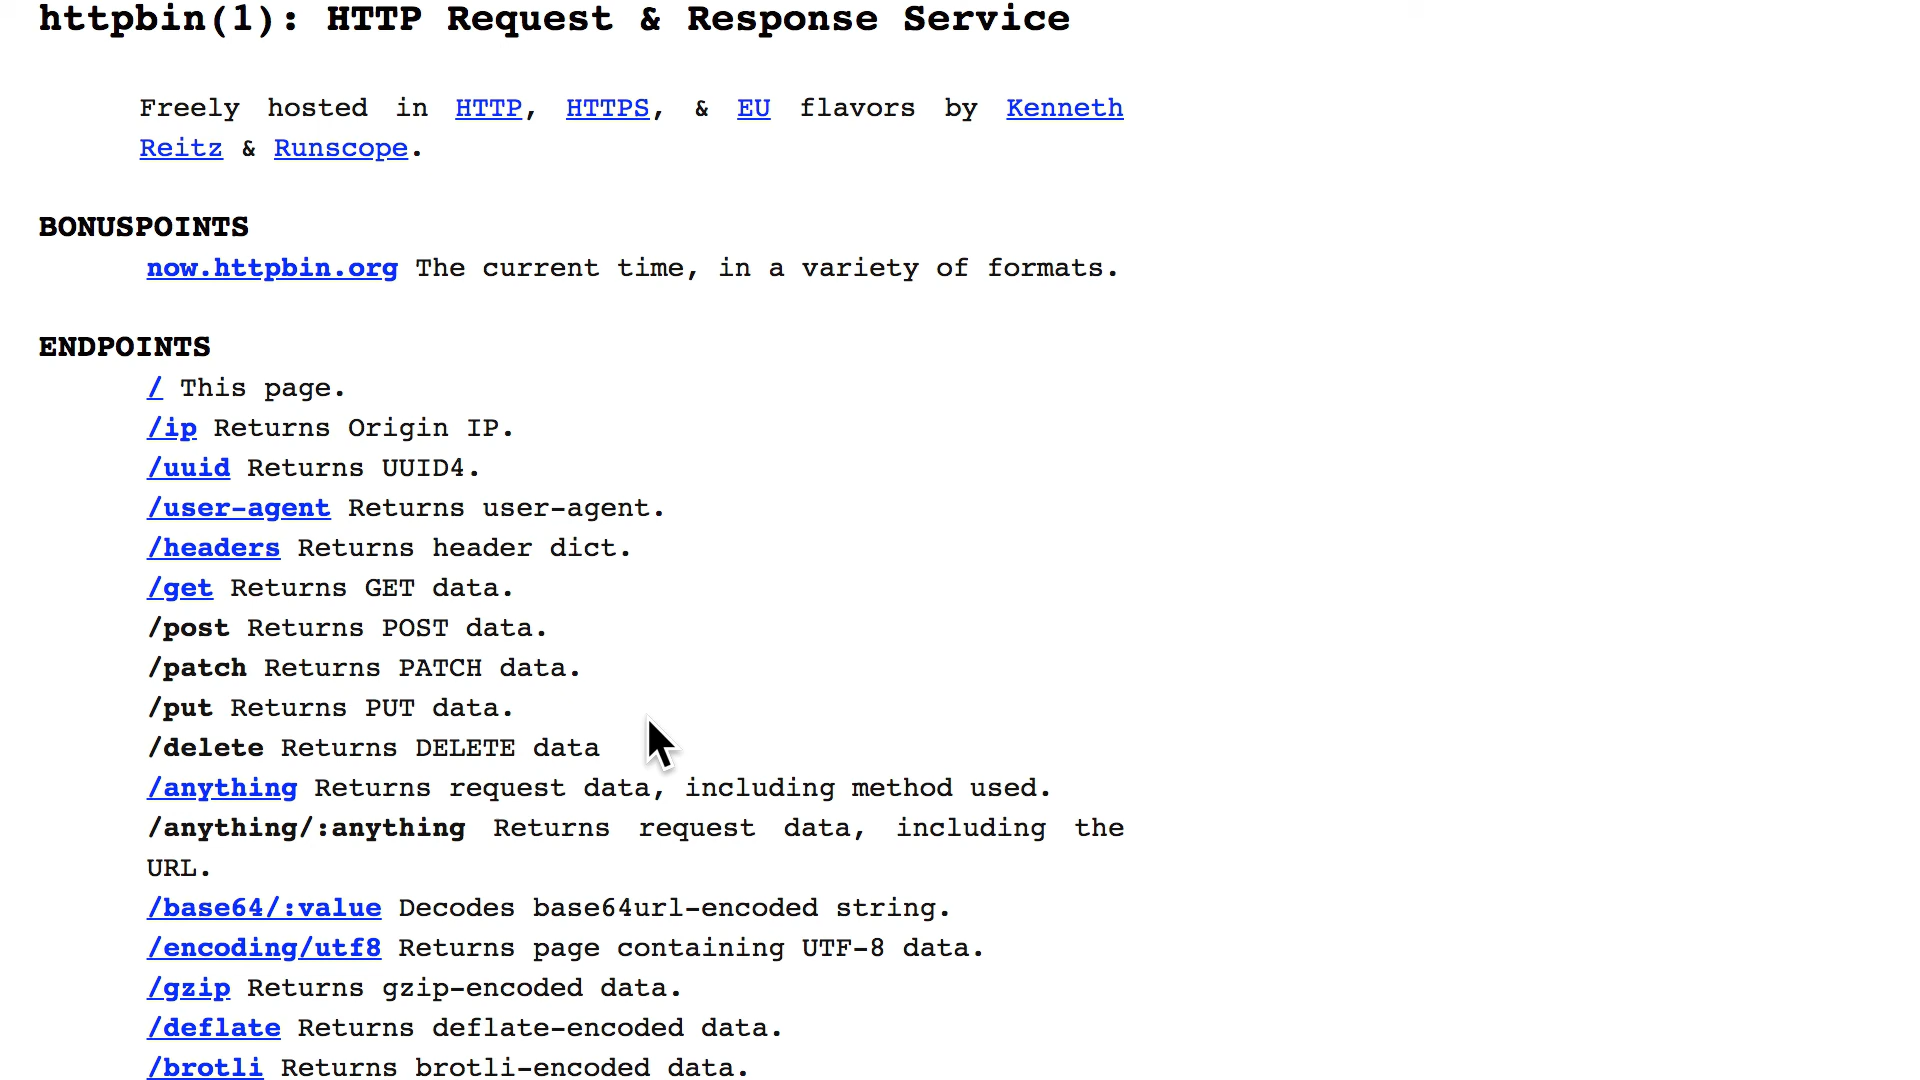 httpbin(1): HTTP Request & Response Service
Freely hosted in HTTP, HTTPS, & EU flavors by Kenneth
Reitz & Runscope.
BONUSPOINTS
now.httpbin.org The current time, in a variety of formats.
ENDPOINTS
/ This page.
/ip Returns Origin IP.
/uuid Returns UUID4.
/user-agent Returns user-agent.
/headers Returns header dict.
/get Returns GET data.
/post Returns POST data.
/patch Returns PATCH data.
/put Returns PUT data.
/delete Returns DELETE data
/anything Returns request data, including method used.
/anything/:anything Returns request data, including the
URL.
/base64/:value Decodes base64url-encoded string.
/encoding/utf8 Returns page containing UTF-8 data.
/gzip Returns gzip-encoded data.
/deflate Returns deflate-encoded data.
/brotli Returns brotli-encoded data.